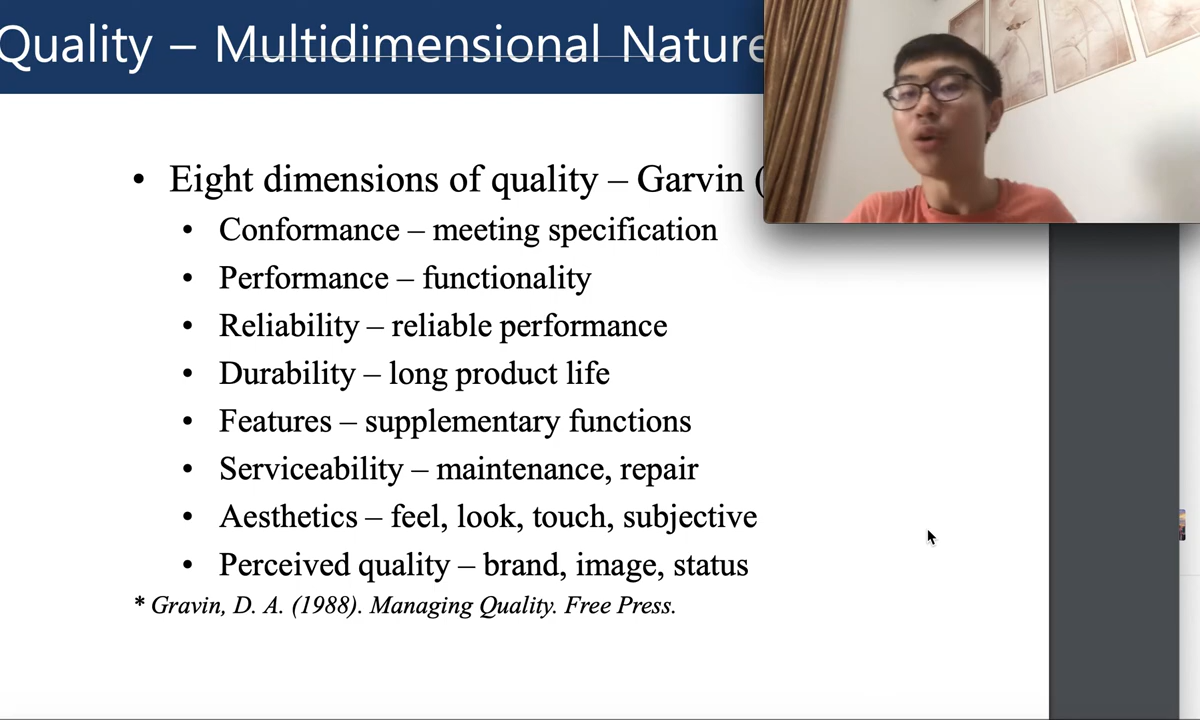 Quality – Multidimensional Nature
• Eight dimensions of quality – Garvin (
• Conformance – meeting specification
• Performance – functionality
• Reliability – reliable performance
• Durability – long product life
• Features – supplementary functions
• Serviceability – maintenance, repair
• Aesthetics – feel, look, touch, subjective
• Perceived quality – brand, image, status
* Gravin, D. A. (1988). Managing Quality. Free Press.